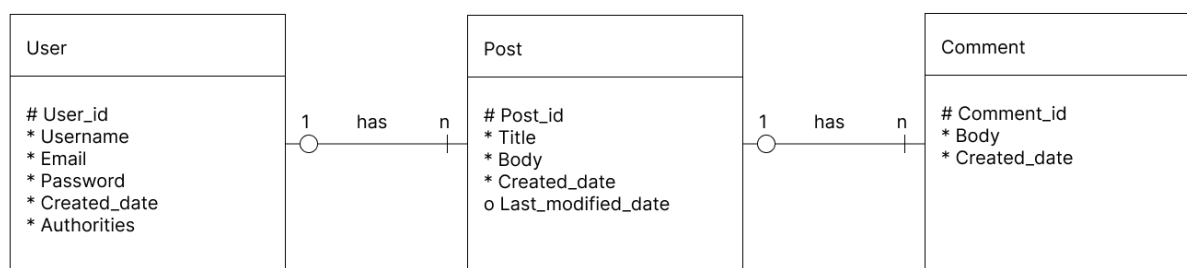 User
# User_id
* Username
* Email
* Password
* Created_date
* Authorities
1 has n
Post
# Post_id
* Title
* Body
* Created_date
o Last_modified_date
1 has n
Comment
# Comment_id
* Body
* Created_date